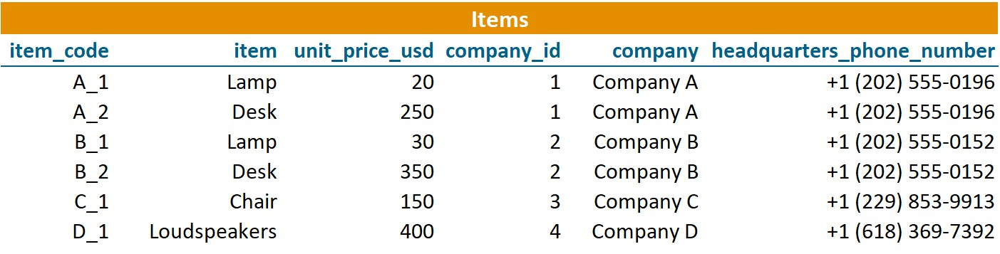 Items
item_code item unit_price_usd company_id company headquarters_phone_number
A_1 Lamp 20 1 Company A +1 (202) 555-0196
A_2 Desk 250 1 Company A +1 (202) 555-0196
B_1 Lamp 30 2 Company B +1 (202) 555-0152
B_2 Desk 350 2 Company B +1 (202) 555-0152
C_1 Chair 150 3 Company C +1 (229) 853-9913
D_1 Loudspeakers 400 4 Company D +1 (618) 369-7392